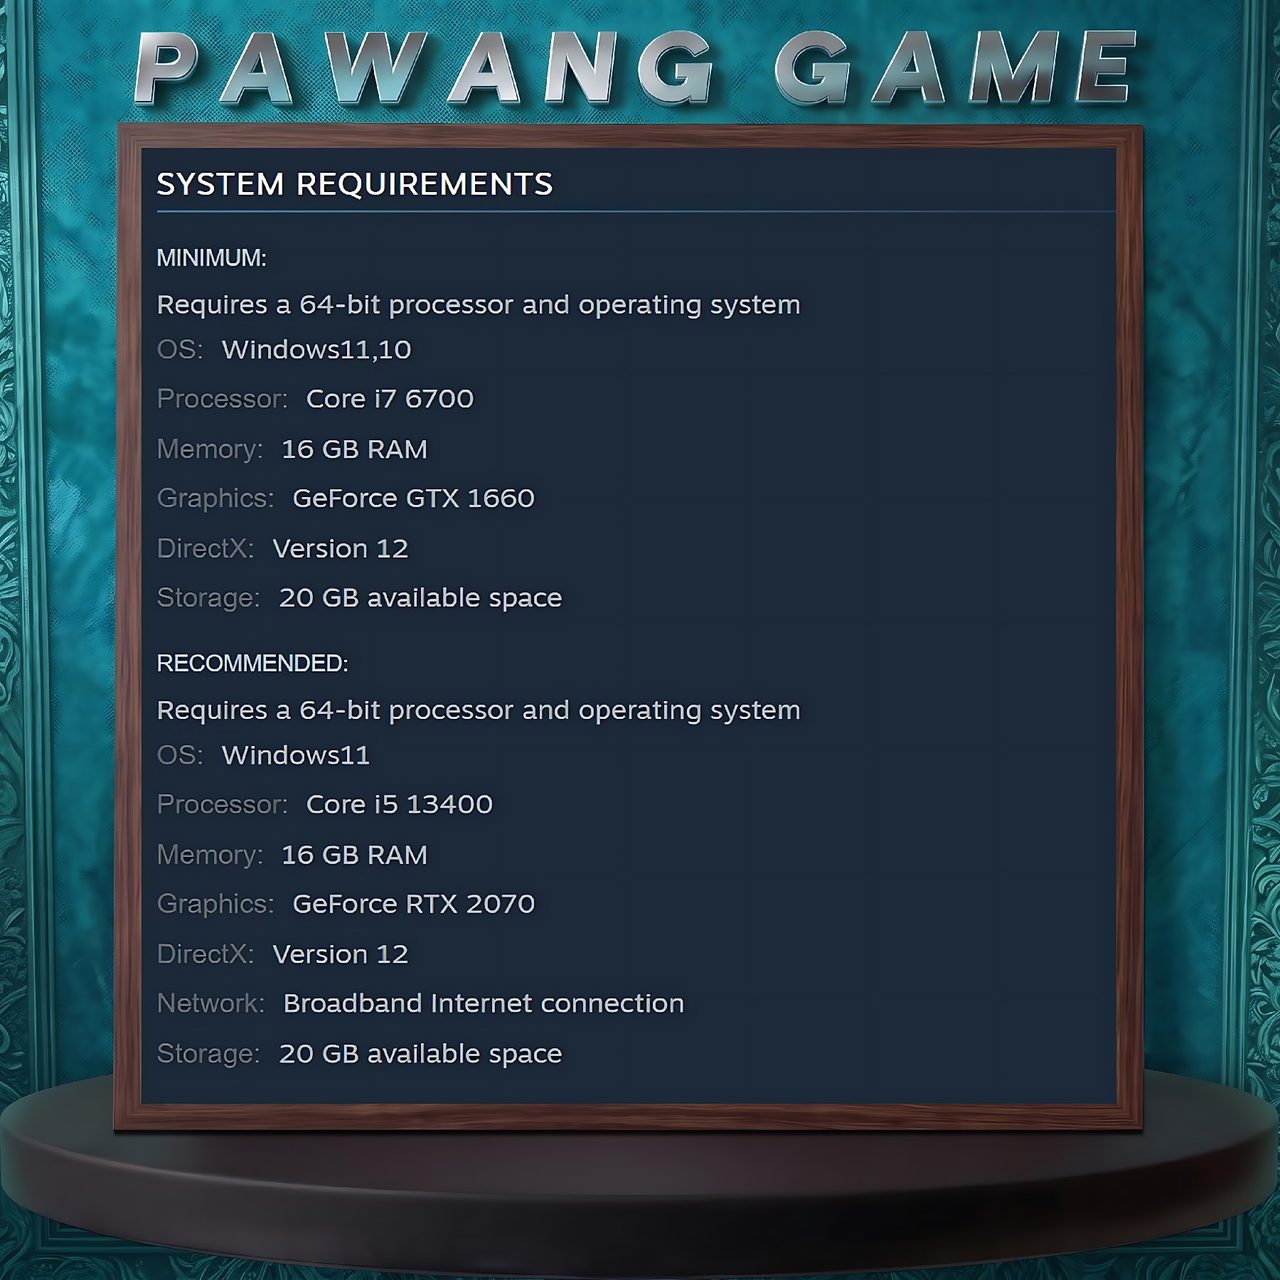 PAWANG GAME
SYSTEM REQUIREMENTS
MINIMUM:
Requires a 64-bit processor and operating system
OS: Windows11,10
Processor: Core i7 6700
Memory: 16 GB RAM
Graphics: GeForce GTX 1660
DirectX: Version 12
Storage: 20 GB available space
RECOMMENDED:
Requires a 64-bit processor and operating system
OS: Windows11
Processor: Core i5 13400
Memory: 16 GB RAM
Graphics: GeForce RTX 2070
DirectX: Version 12
Network: Broadband Internet connection
Storage: 20 GB available space